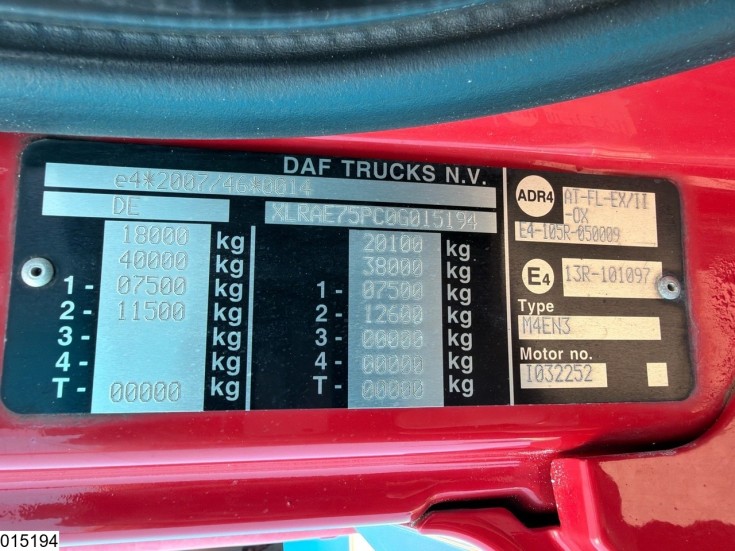 DAF TRUCKS N.V.
e4*2007/46*0014
DE XLRAE75PC0G015194
18000 kg 20100 kg
40000 kg 38000 kg
1 - 07500 kg 1 - 07500 kg
2 - 11500 kg 2 - 12600 kg
3 - kg 3 - 00000 kg
4 - kg 4 - 00000 kg
T - 00000 kg T - 00000 kg
ADR4 AT-FL-EX/II
-OX
E4-105R-050009
E4 13R-101097
Type
M4EN3
Motor no.
I032252
015194